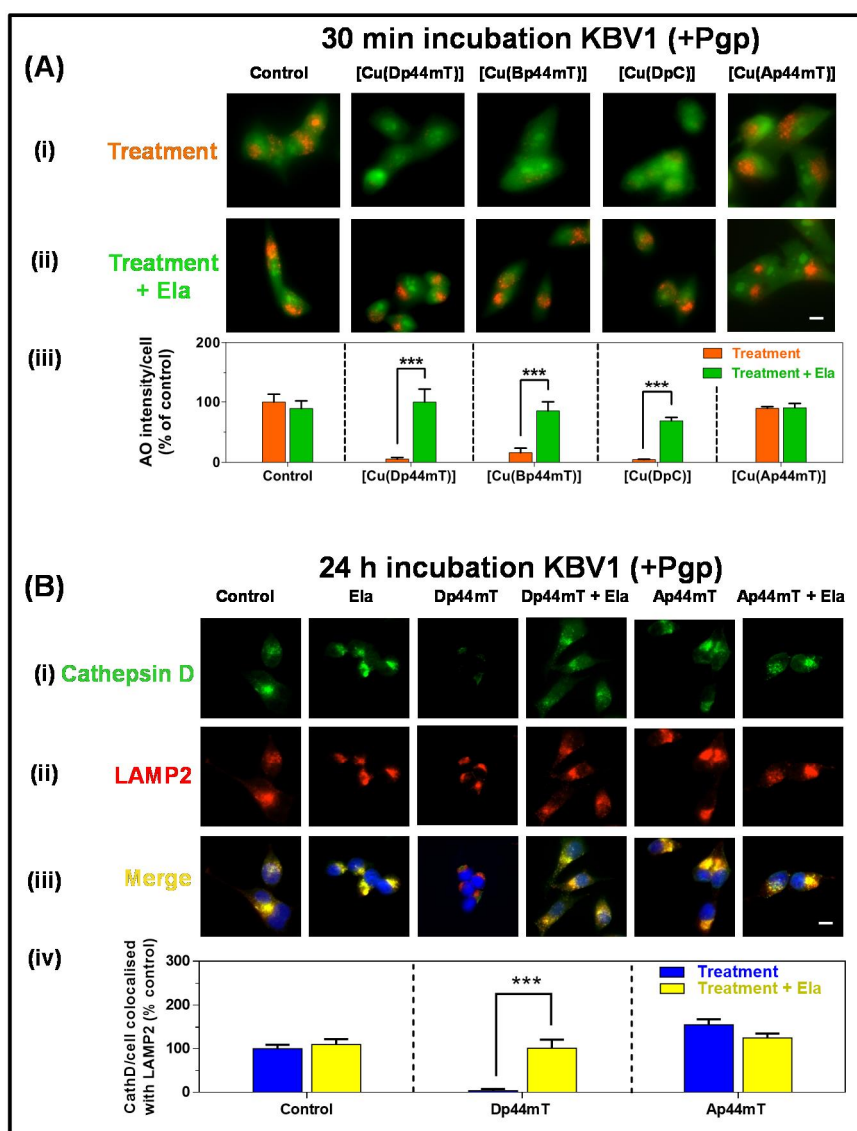 30 min incubation KBV1 (+Pgp)
(A)
Control [Cu(Dp44mT)] [Cu(Bp44mT)] [Cu(DpC)] [Cu(Ap44mT)]
(i) Treatment
(ii) Treatment
+ Ela
(iii)
AO intensity/cell
(% of control)
200
100
0
*** *** ***
Treatment
Treatment + Ela
Control [Cu(Dp44mT)] [Cu(Bp44mT)] [Cu(DpC)] [Cu(Ap44mT)]
24 h incubation KBV1 (+Pgp)
(B)
Control Ela Dp44mT Dp44mT + Ela Ap44mT Ap44mT + Ela
(i) Cathepsin D
(ii) LAMP2
(iii) Merge
(iv)
CathD/cell colocalised
with LAMP2 (% control)
300
200
100
0
***
Treatment
Treatment + Ela
Control Dp44mT Ap44mT